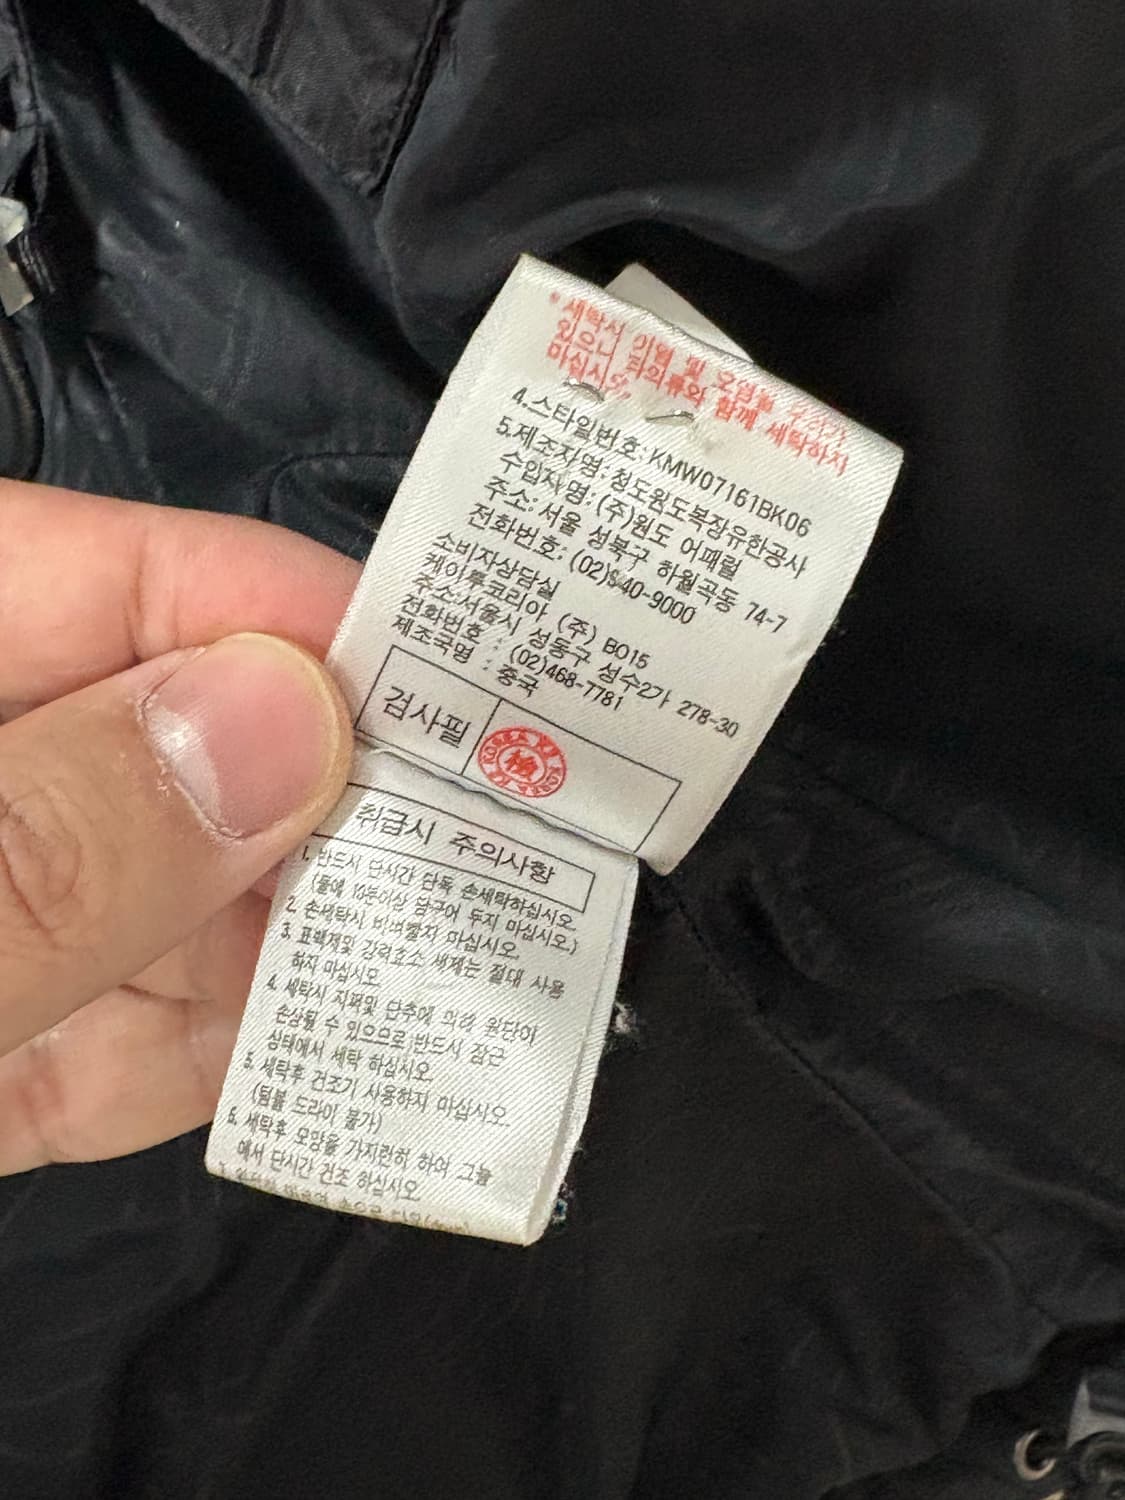 *세탁시 이염 및 오염될 수
있으니 타의류와 함께 세탁하지
마십시오.
4.스타일번호:KMW07161BK06
5.제조자명:청도원도복장유한공사
수입자명:(주)원도 어패럴
주소:서울 성북구 하월곡동 74-7
전화번호:(02)940-9000
소비자상담실
케이투코리아 (주) B015
주소:서울시 성동구 성수2가 278-30
전화번호 : (02)468-7781
제조국명 : 중국
검사필
檢
취급시 주의사항
1. 반드시 단시간 단독 손세탁하십시오.
(물에 10분이상 담구어 두지 마십시오.)
2. 손세탁시 비벼빨지 마십시오.
3. 표백제및 강력효소 세제는 절대 사용
하지 마십시오.
4. 세탁시 지퍼및 단추에 의해 원단이
손상될 수 있으므로 반드시 잠근
상태에서 세탁 하십시오.
5. 세탁후 건조기 사용하지 마십시오.
(텀블 드라이 불가)
6. 세탁후 모양을 가지런히 하여 그늘
에서 단시간 건조 하십시오.